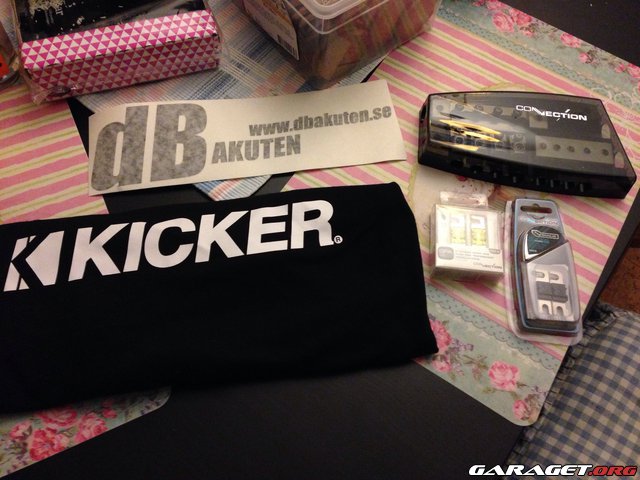 dB AKUTEN
www.dbakuten.se
CONNECTION
KICKER®
GARAGET.ORG